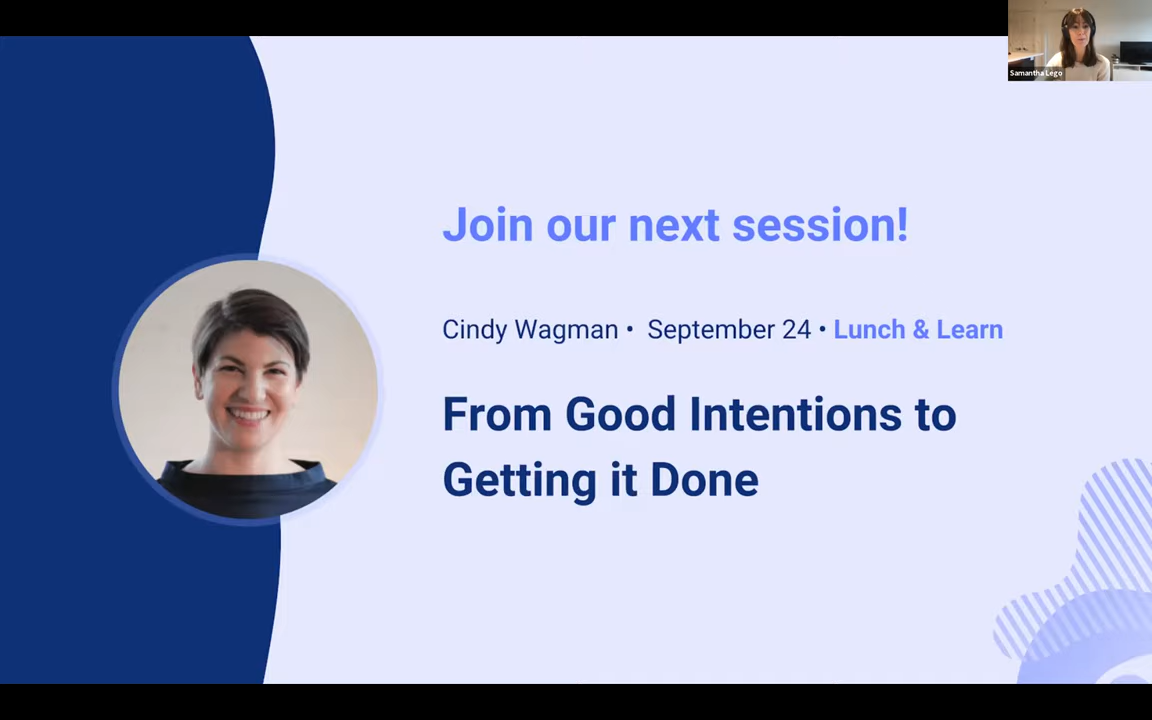 Samantha Lego
Join our next session!
Cindy Wagman • September 24 • Lunch & Learn
From Good Intentions to
Getting it Done